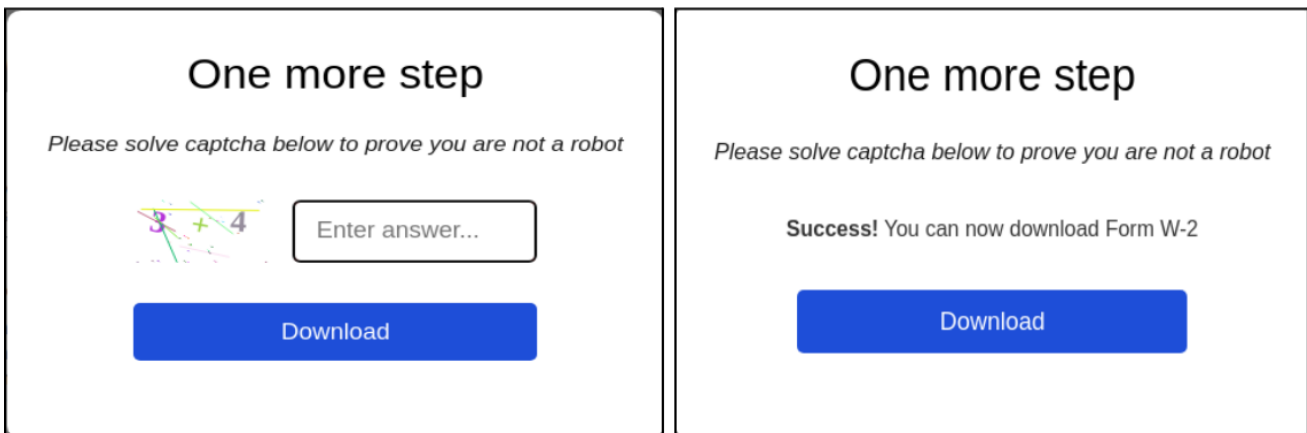 One more step
Please solve captcha below to prove you are not a robot
3 + 4
Enter answer...
Download
One more step
Please solve captcha below to prove you are not a robot
Success! You can now download Form W-2
Download